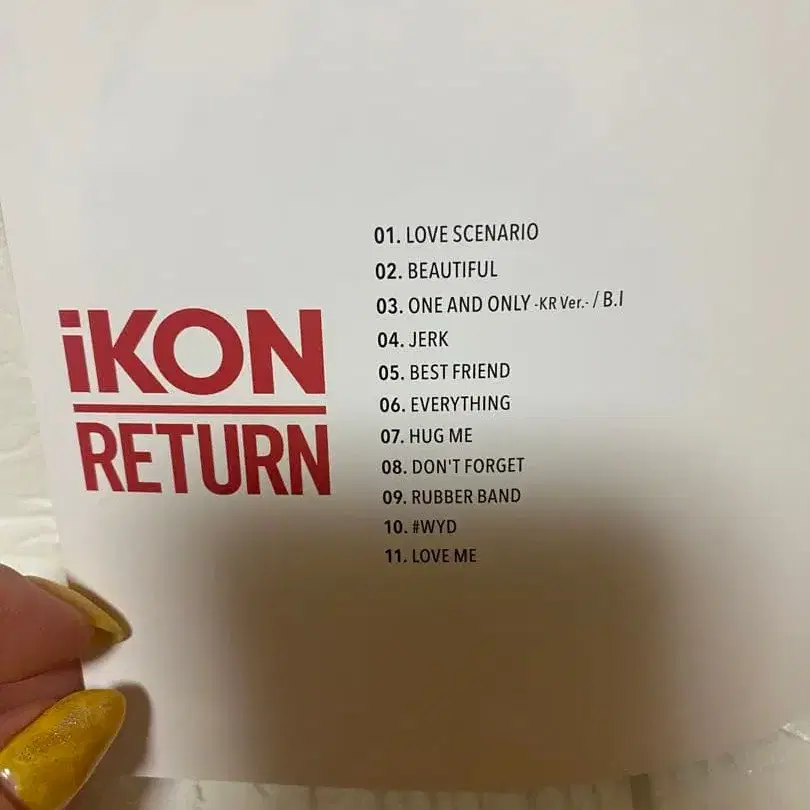 iKON
RETURN
01. LOVE SCENARIO
02. BEAUTIFUL
03. ONE AND ONLY -KR Ver.- / B.I
04. JERK
05. BEST FRIEND
06. EVERYTHING
07. HUG ME
08. DON'T FORGET
09. RUBBER BAND
10. #WYD
11. LOVE ME